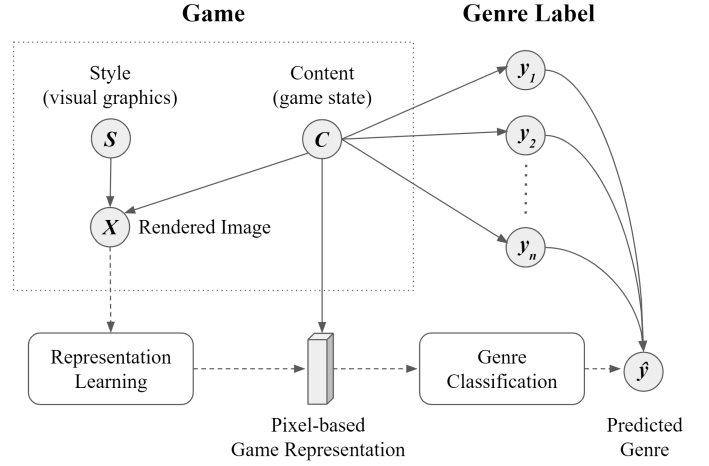 Game
Genre Label
Style
(visual graphics)
Content
(game state)
S
C
X
Rendered Image
y1
y2
yn
Representation
Learning
Genre
Classification
ŷ
Pixel-based
Game Representation
Predicted
Genre